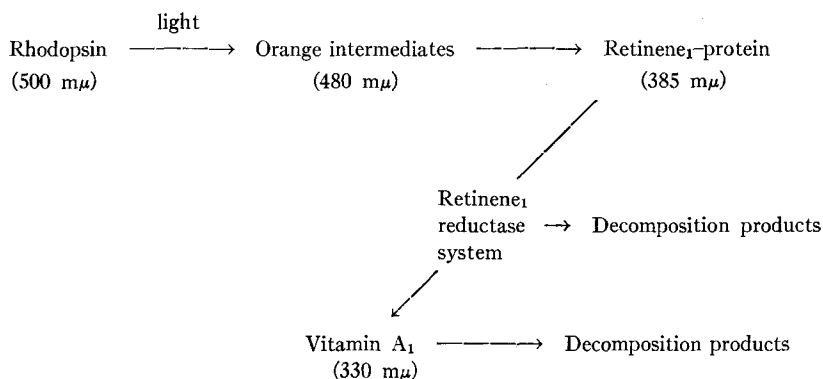 light
Rhodopsin ⟶ Orange intermediates ⟶ Retinene₁–protein
(500 mμ) (480 mμ) (385 mμ)
Retinene₁
reductase → Decomposition products
system
Vitamin A₁ ⟶ Decomposition products
(330 mμ)